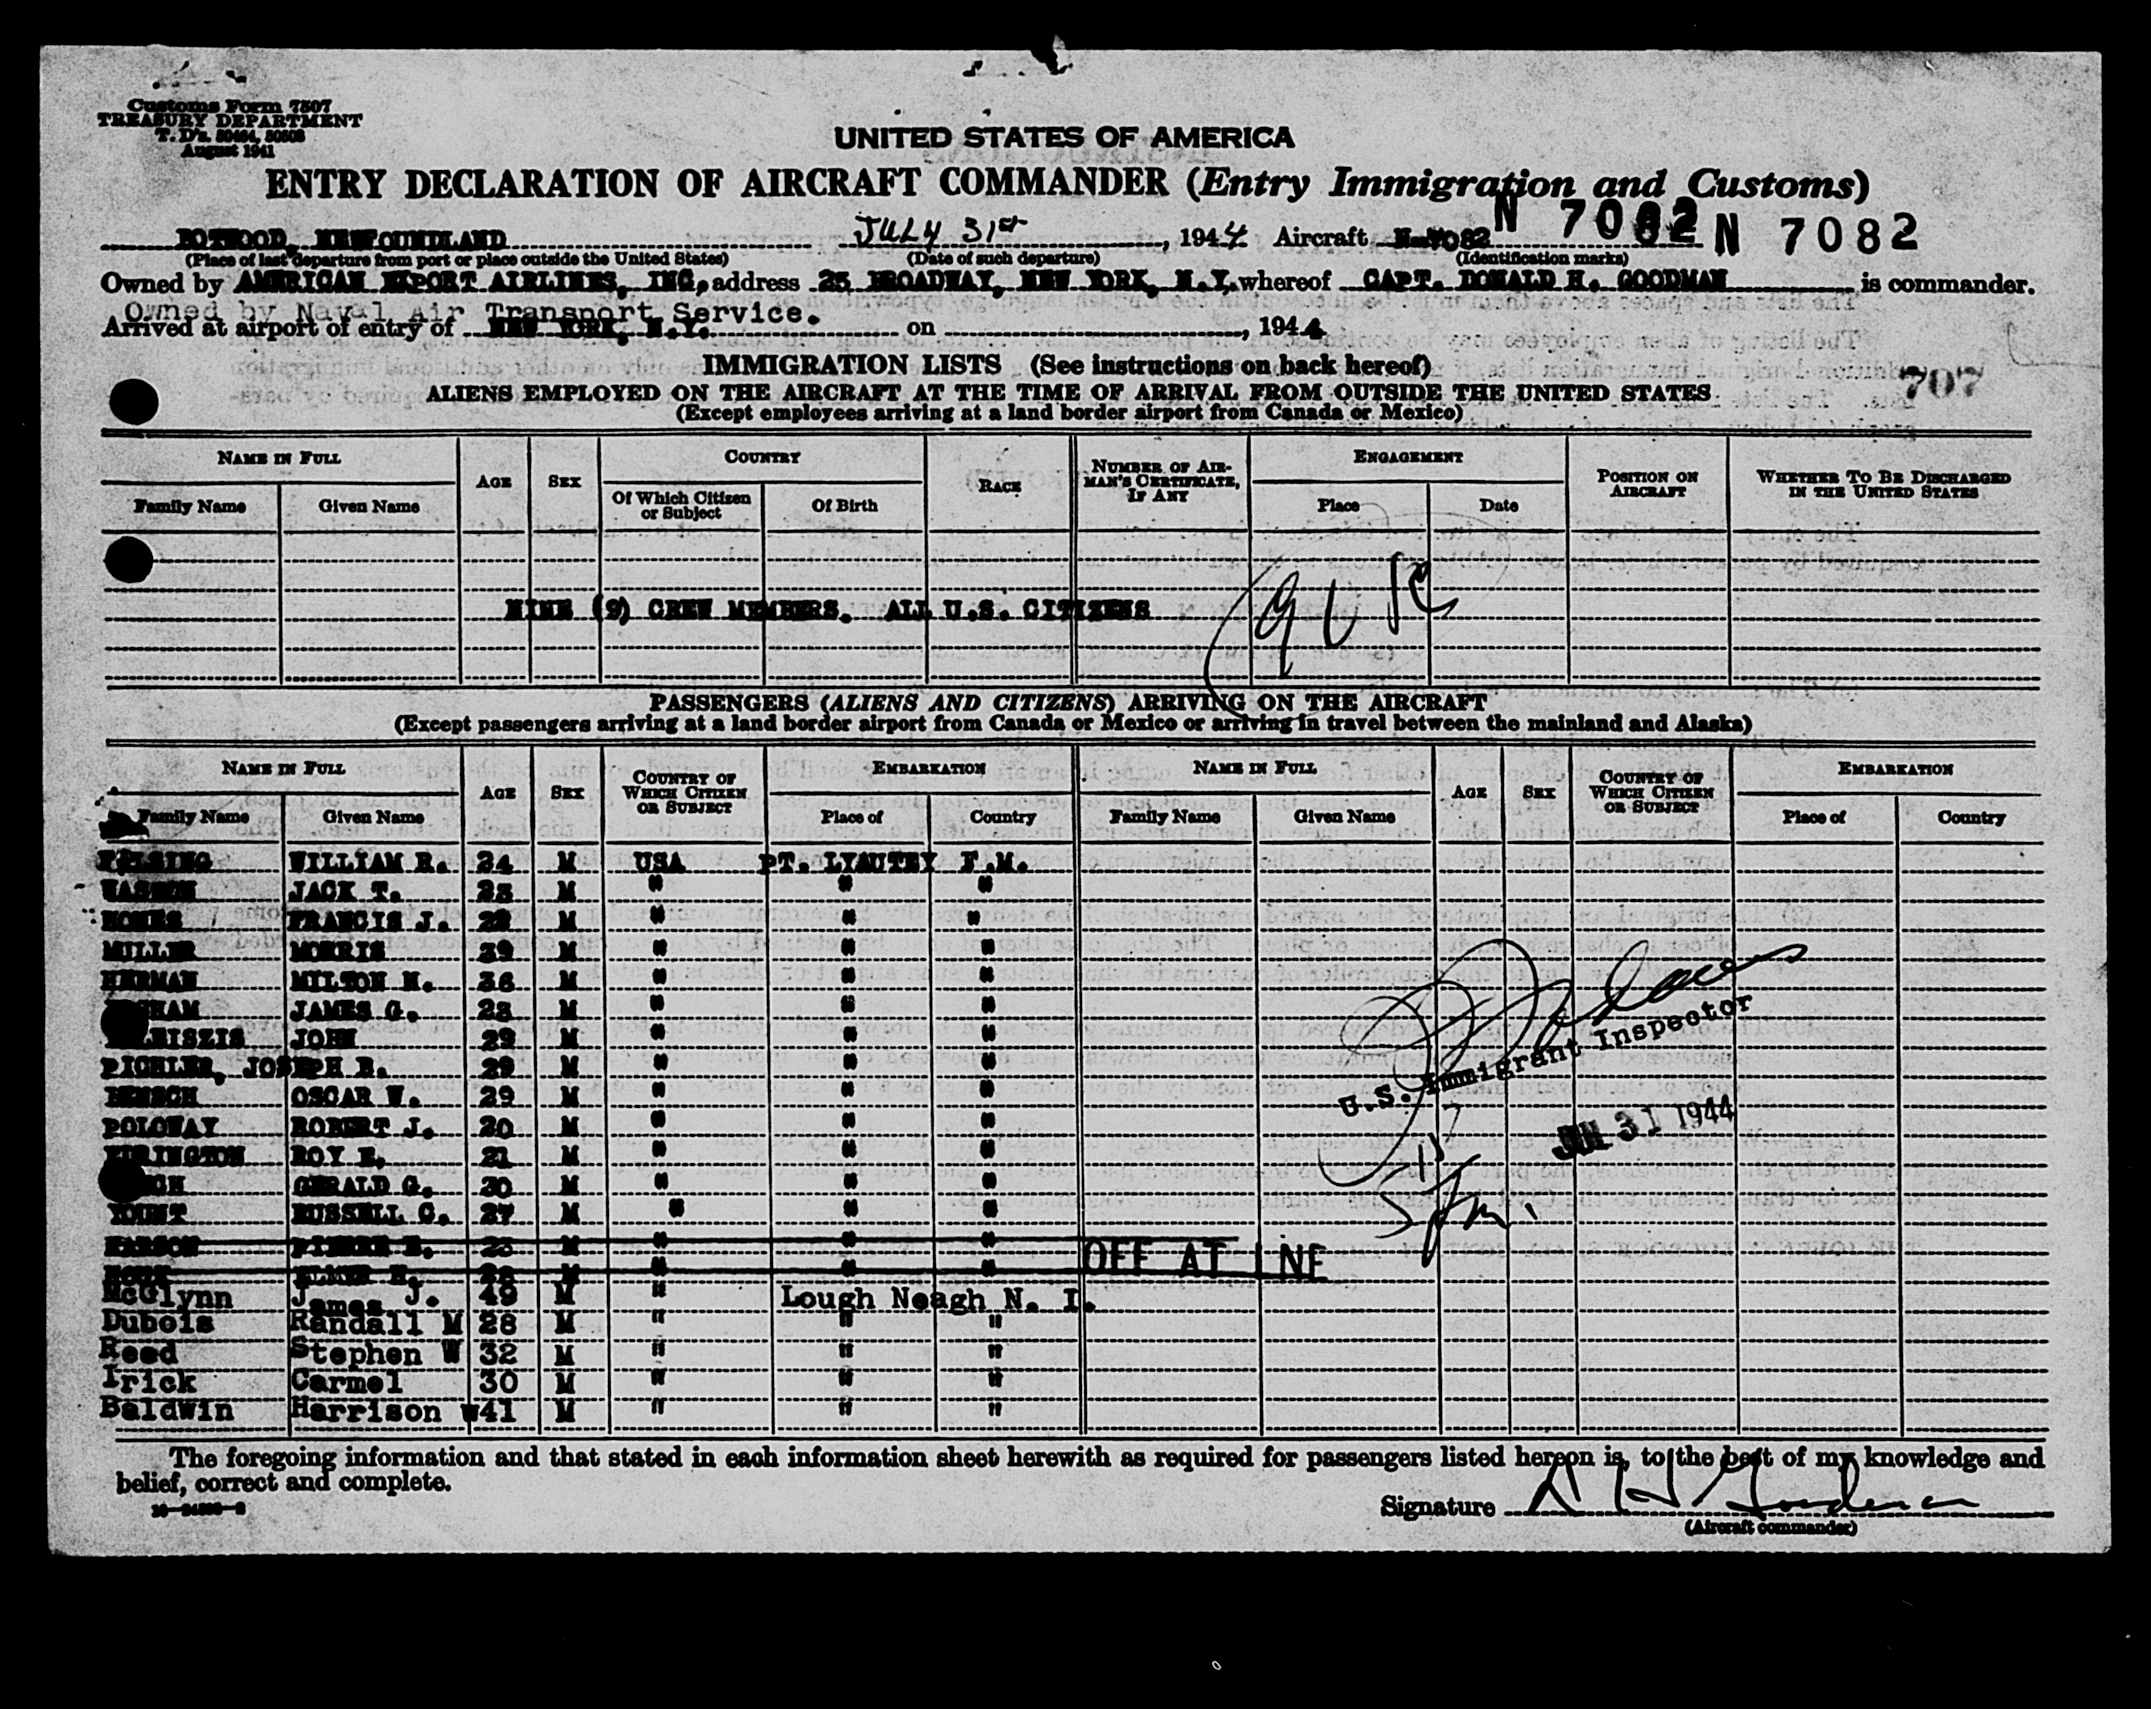 Customs Form 7507
TREASURY DEPARTMENT
T. D's.
August 1941
UNITED STATES OF AMERICA
ENTRY DECLARATION OF AIRCRAFT COMMANDER (Entry Immigration and Customs)
BOTWOOD, NEWFOUNDLAND JULY 31st, 1944 Aircraft N-7082 N 7082 N 7082
(Place of last departure from port or place outside the United States) (Date of such departure) (Identification marks)
Owned by AMERICAN EXPORT AIRLINES, INC, address 25 BROADWAY, NEW YORK, N.Y. whereof CAPT. DONALD H. GOODMAN is commander.
Owned by Naval Air Transport Service.
Arrived at airport of entry of NEW YORK, N.Y. on , 1944
IMMIGRATION LISTS (See instructions on back hereof)
707
ALIENS EMPLOYED ON THE AIRCRAFT AT THE TIME OF ARRIVAL FROM OUTSIDE THE UNITED STATES
(Except employees arriving at a land border airport from Canada or Mexico)
NAME IN FULL AGE SEX COUNTRY RACE NUMBER OF AIRMAN'S CERTIFICATE, IF ANY ENGAGEMENT POSITION ON AIRCRAFT WHETHER TO BE DISCHARGED IN THE UNITED STATES
Family Name Given Name Of Which Citizen or Subject Of Birth Place Date
NINE (9) CREW MEMBERS. ALL U.S. CITIZENS
PASSENGERS (ALIENS AND CITIZENS) ARRIVING ON THE AIRCRAFT
(Except passengers arriving at a land border airport from Canada or Mexico or arriving in travel between the mainland and Alaska)
NAME IN FULL AGE SEX COUNTRY OF WHICH CITIZEN OR SUBJECT EMBARKATION NAME IN FULL AGE SEX COUNTRY OF WHICH CITIZEN OR SUBJECT EMBARKATION
Family Name Given Name Place of Country Family Name Given Name Place of Country
WILLIAM R. 24 M USA PT. LYAUTEY F.M.
JACK T. M " " "
FRANCIS J. M " " "
MILLER MORRIS 39 M " " "
HERMAN MILTON M " " "
JAMES G. M " " "
JOHN 29 M " " "
PICHLER, JOSEPH 29 M " " "
OSCAR W. 29 M " " "
POLOWAY ROBERT J. M " " "
ROY E. 21 M " " "
GERALD G. 30 M " " "
YOUNT RUSSELL C. 27 M " " "
M " " "
ELMER H. M " " " OFF AT LNE
McGlynn James J. 49 M " Lough Neagh N. I.
Dubois Randall M 28 M " " "
Reed Stephen W 32 M " " "
Irick Carmel 30 M " " "
Baldwin Harrison W 41 M " " "
U.S. Immigrant Inspector
31 1944
The foregoing information and that stated in each information sheet herewith as required for passengers listed hereon is, to the best of my knowledge and
belief, correct and complete.
Signature D H Goodman
(Aircraft commander)